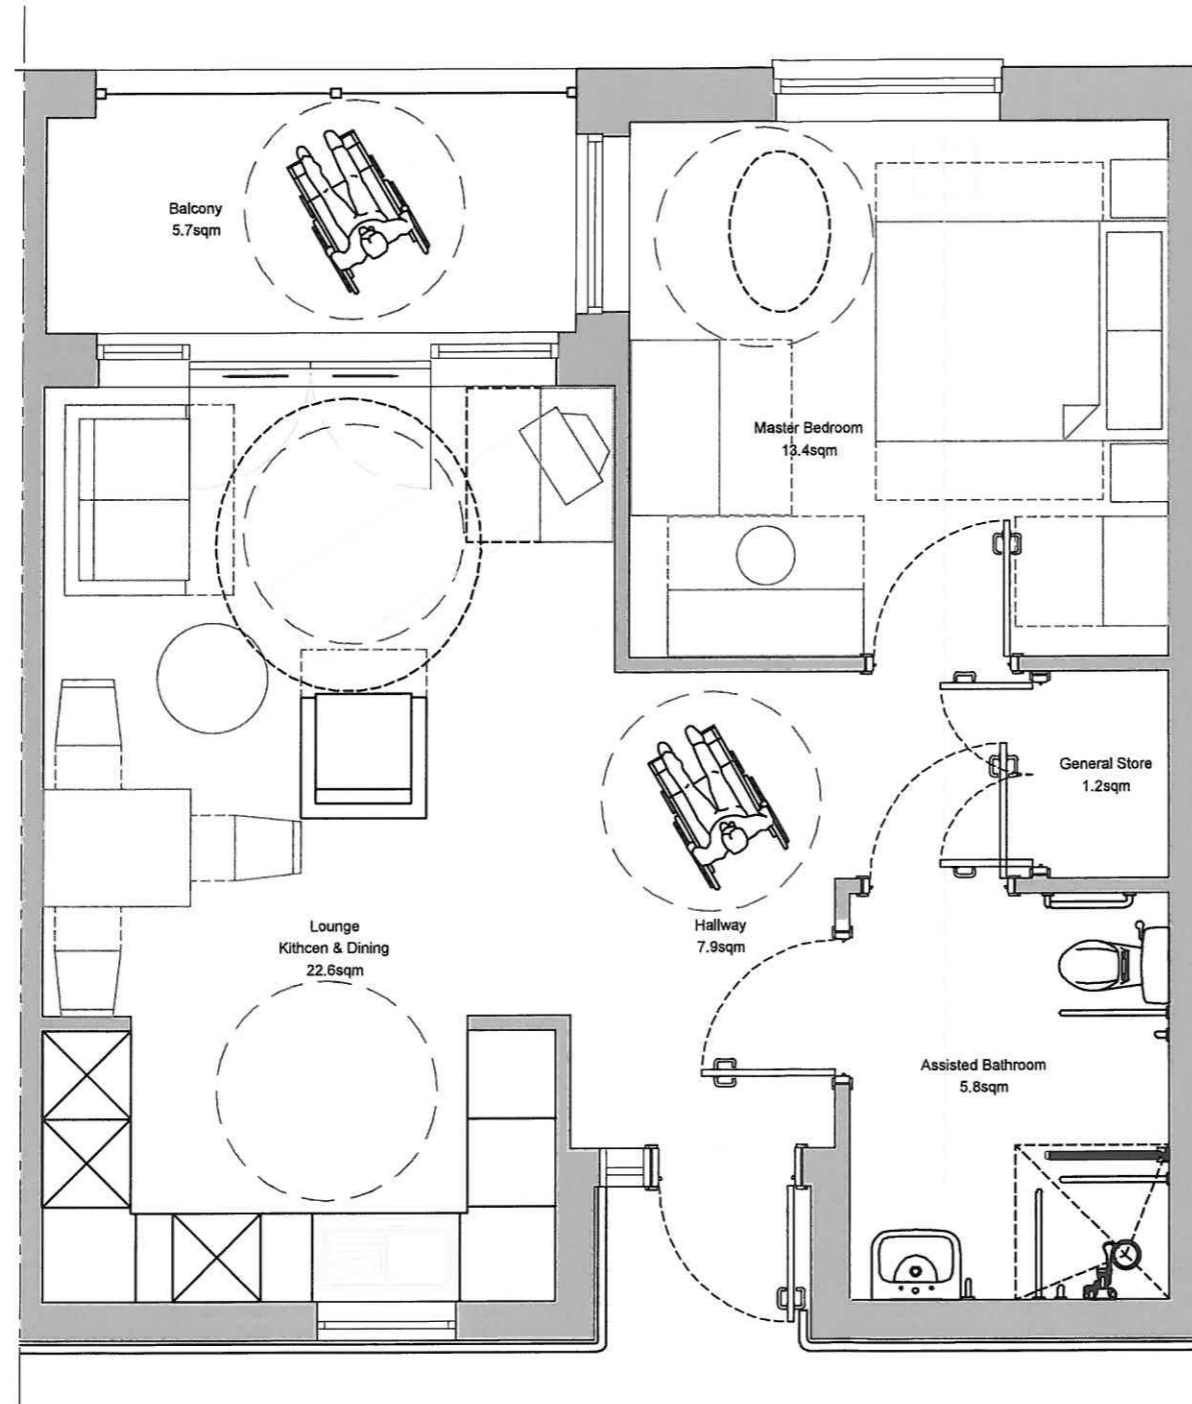 Balcony
5.7sqm
Master Bedroom
13.4sqm
General Store
1.2sqm
Lounge
Kithcen & Dining
22.6sqm
Hallway
7.9sqm
Assisted Bathroom
5.8sqm